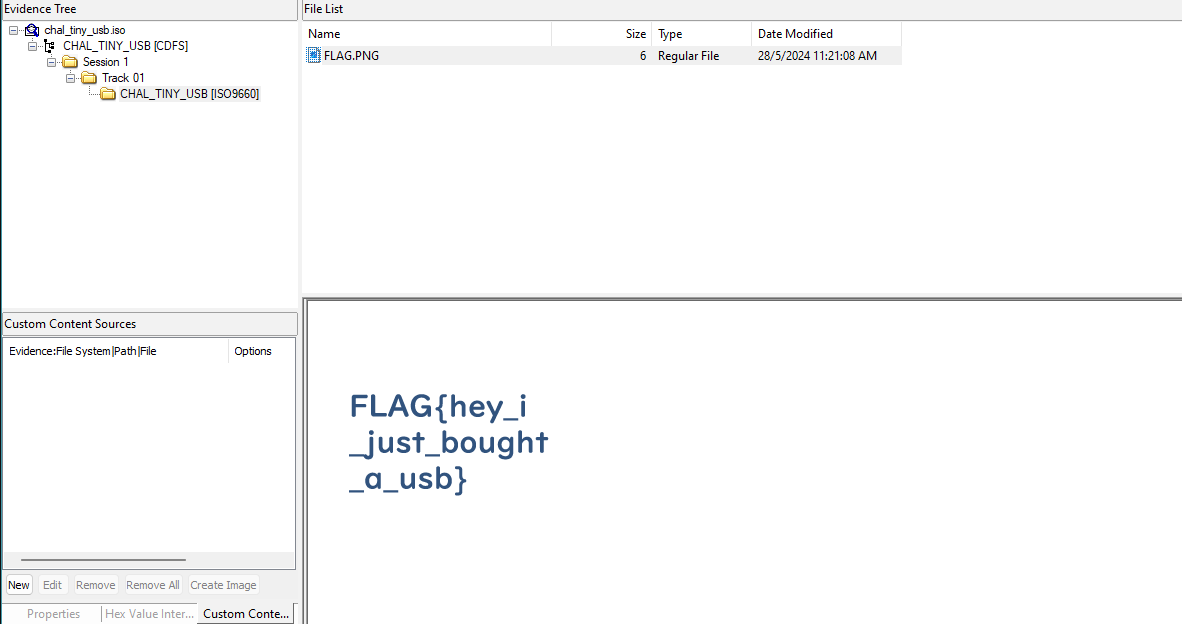 Evidence Tree
chal_tiny_usb.iso
CHAL_TINY_USB [CDFS]
Session 1
Track 01
CHAL_TINY_USB [ISO9660]
File List
Name Size Type Date Modified
FLAG.PNG 6 Regular File 28/5/2024 11:21:08 AM
Custom Content Sources
Evidence:File System|Path|File Options
New Edit Remove Remove All Create Image
Properties Hex Value Inter... Custom Conte...
FLAG{hey_i
_just_bought
_a_usb}